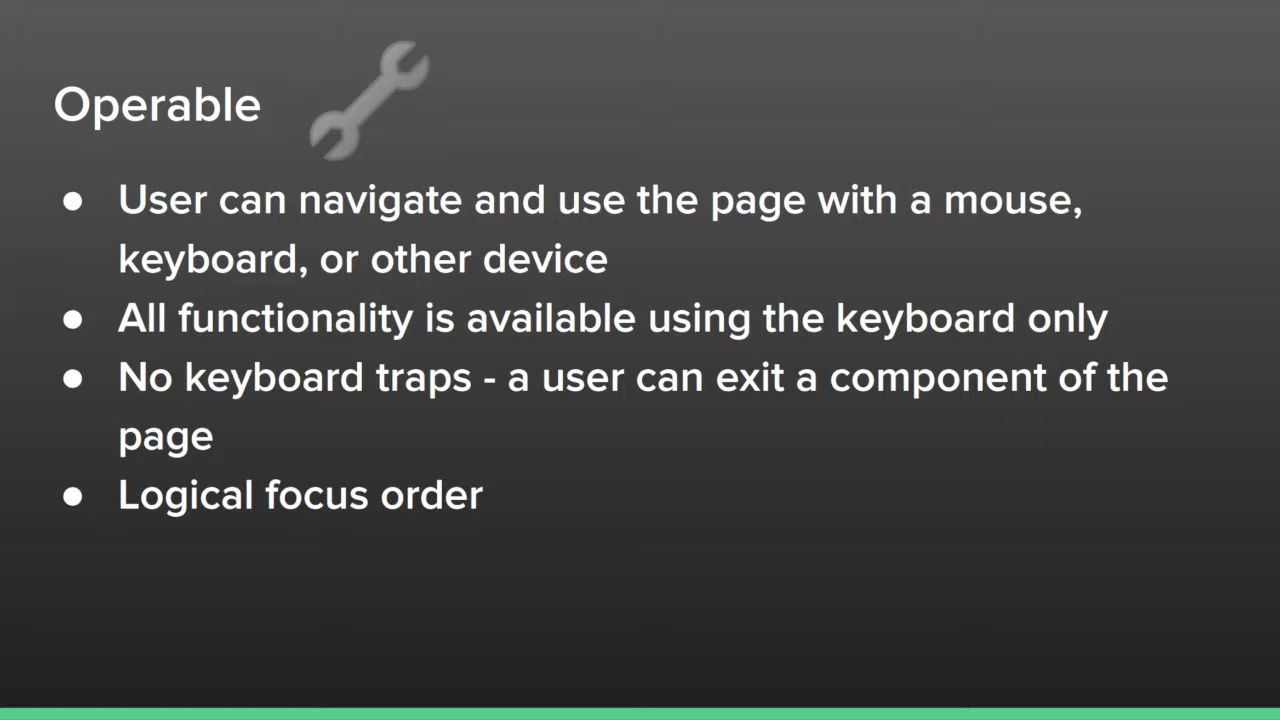 Operable
● User can navigate and use the page with a mouse,
keyboard, or other device
● All functionality is available using the keyboard only
● No keyboard traps - a user can exit a component of the
page
● Logical focus order